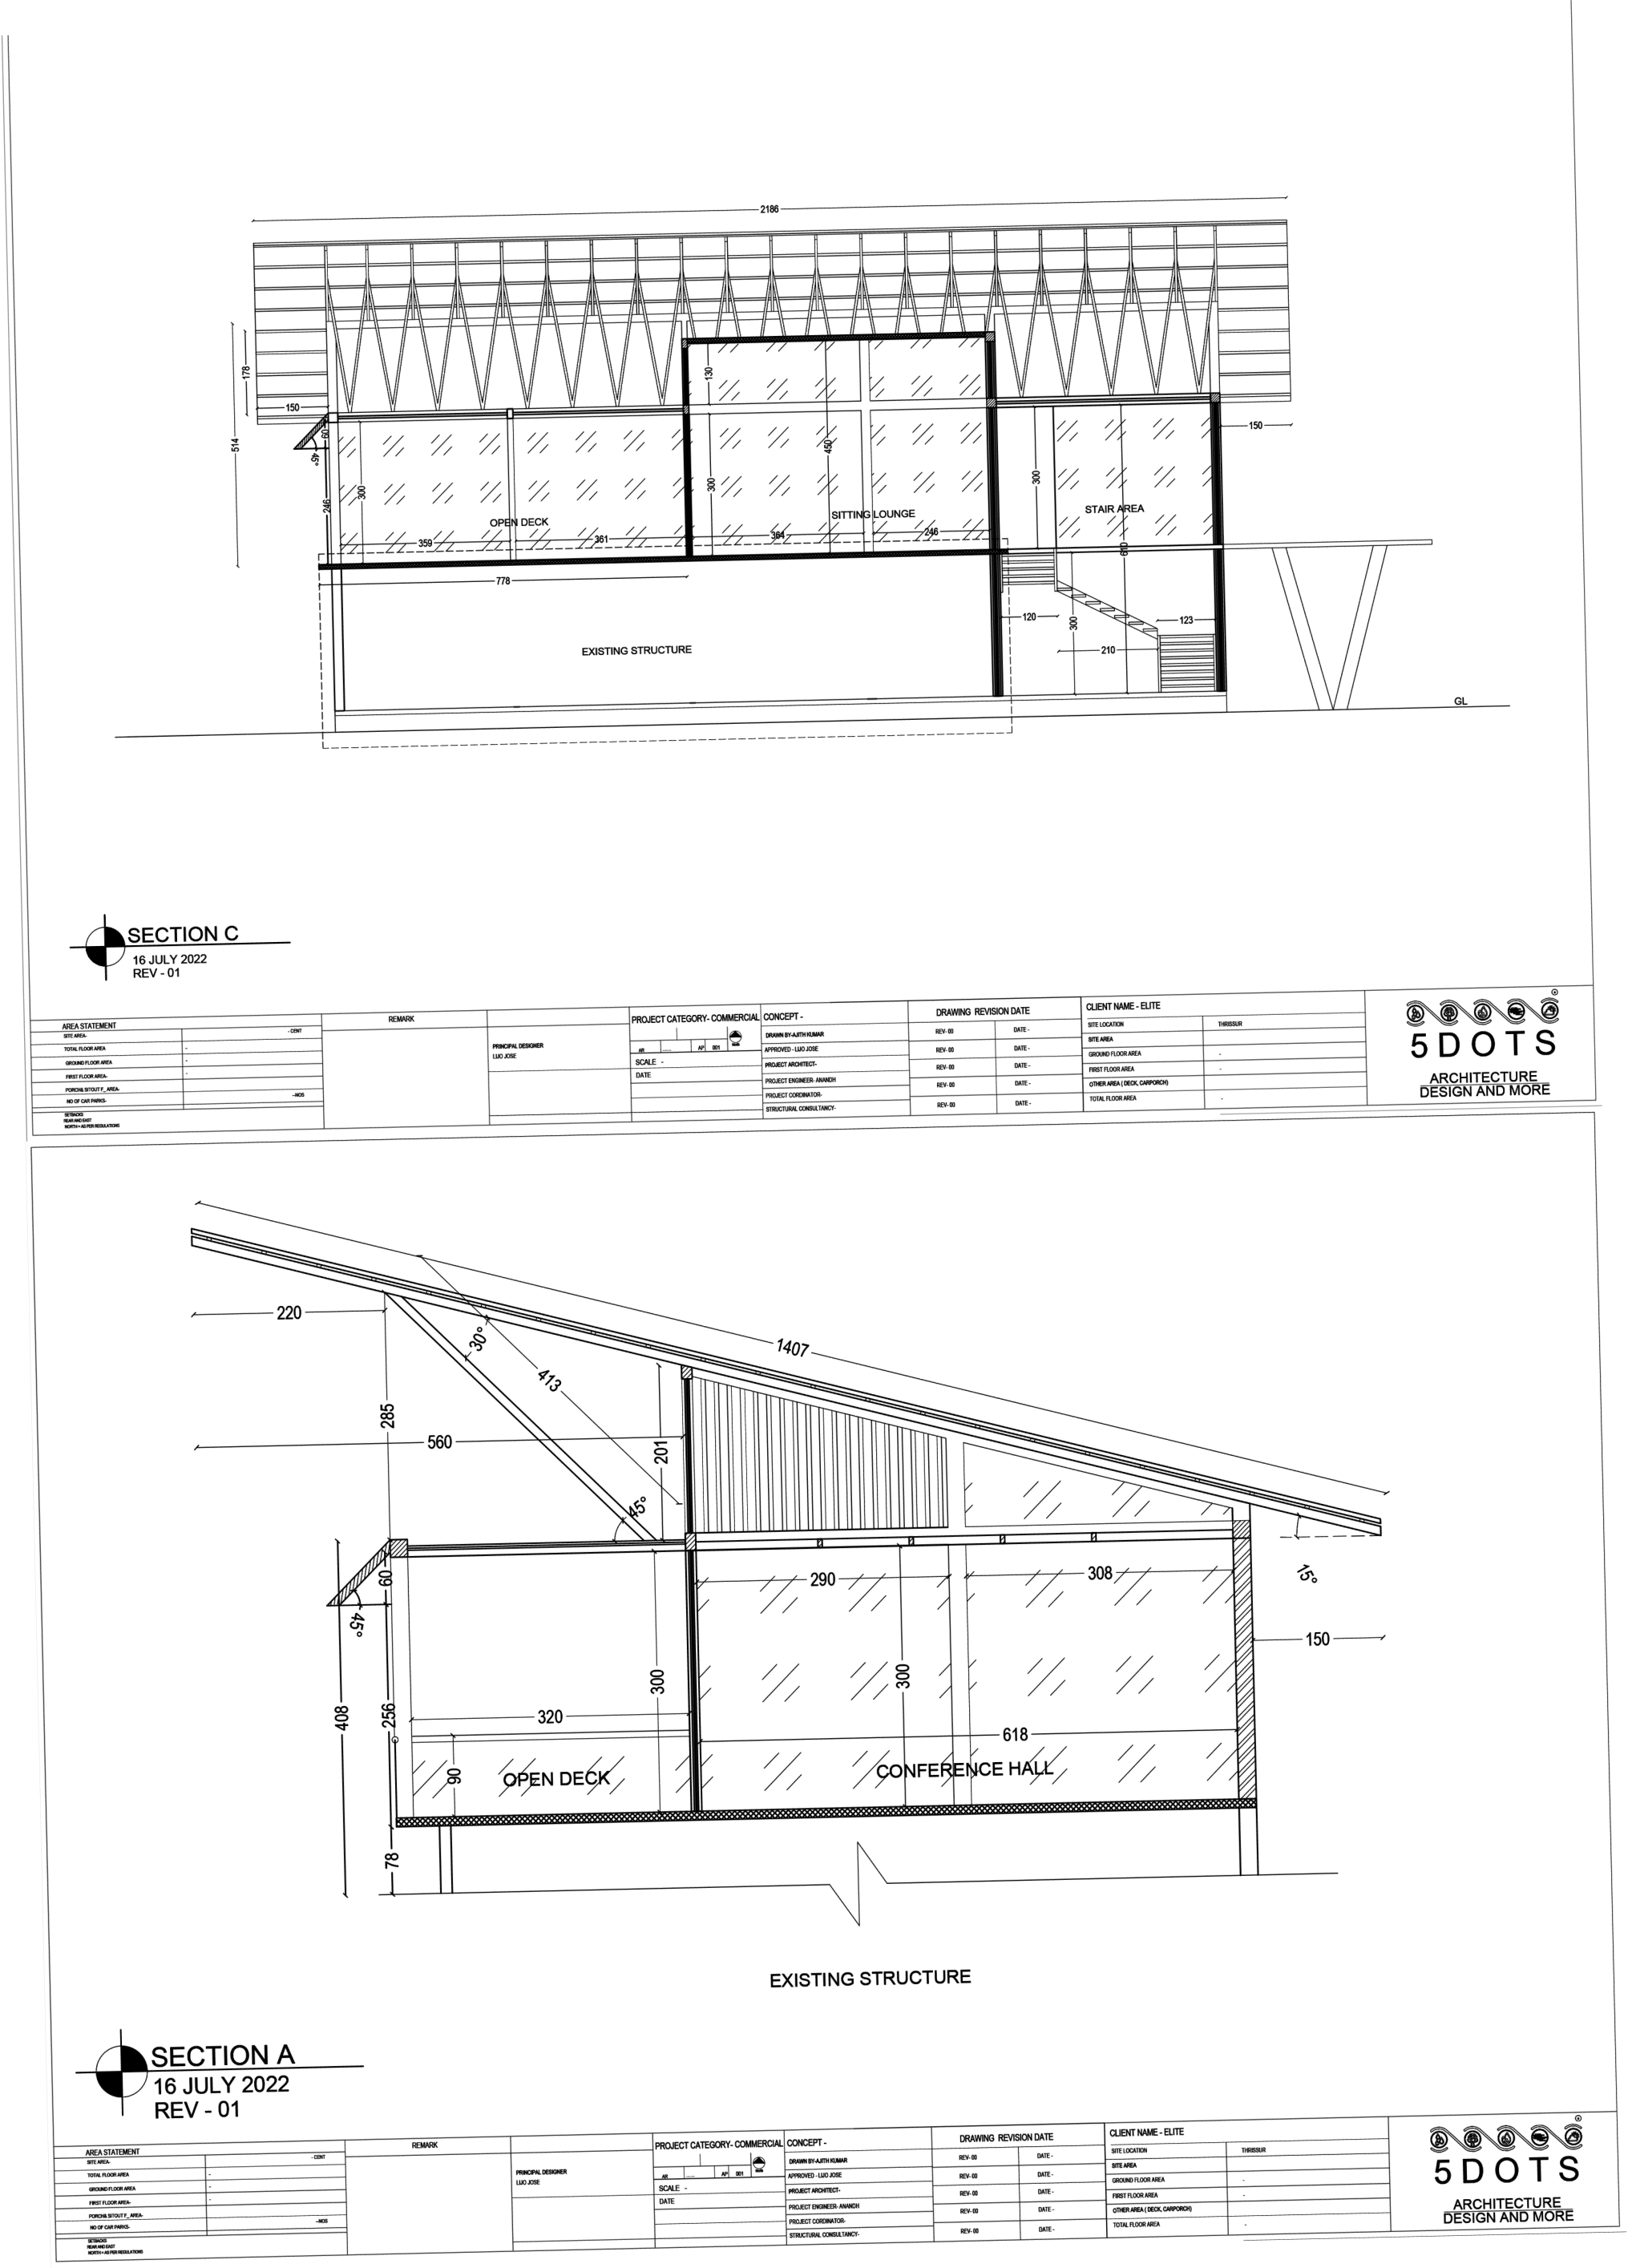 2186
178
150
514
60
45°
246
300
130
300
450
300
150
OPEN DECK
SITTING LOUNGE
STAIR AREA
359
361
364
246
610
778
120
300
123
210
EXISTING STRUCTURE
GL
SECTION C
16 JULY 2022
REV - 01
AREA STATEMENT
SITE AREA-
- CENT
TOTAL FLOOR AREA
-
GROUND FLOOR AREA
-
FIRST FLOOR AREA-
-
PORCH& SITOUT F_ AREA-
NO OF CAR PARKS-
--NOS
SETBACKS
REAR AND EAST
NORTH = AS PER REGULATIONS
REMARK
PRINCIPAL DESIGNER
LIJO JOSE
PROJECT CATEGORY- COMMERCIAL
AR
......
AP
001
SCALE -
DATE
CONCEPT -
DRAWN BY-AJITH KUMAR
APPROVED - LIJO JOSE
PROJECT ARCHITECT-
PROJECT ENGINEER- ANANDH
PROJECT CORDINATOR-
STRUCTURAL CONSULTANCY-
DRAWING REVISION DATE
REV- 00 DATE -
REV- 00 DATE -
REV- 00 DATE -
REV- 00 DATE -
REV- 00 DATE -
CLIENT NAME - ELITE
SITE LOCATION THRISSUR
SITE AREA
GROUND FLOOR AREA -
FIRST FLOOR AREA -
OTHER AREA ( DECK, CARPORCH)
TOTAL FLOOR AREA -
5DOTS
ARCHITECTURE
DESIGN AND MORE
220
30°
413
1407
285
560
201
45°
60
45°
290
308
15°
150
300
300
408
256
320
618
90
OPEN DECK
CONFERENCE HALL
78
EXISTING STRUCTURE
SECTION A
16 JULY 2022
REV - 01
AREA STATEMENT
SITE AREA-
- CENT
TOTAL FLOOR AREA
-
GROUND FLOOR AREA
-
FIRST FLOOR AREA-
-
PORCH& SITOUT F_ AREA-
NO OF CAR PARKS-
--NOS
SETBACKS
REAR AND EAST
NORTH = AS PER REGULATIONS
REMARK
PRINCIPAL DESIGNER
LIJO JOSE
PROJECT CATEGORY- COMMERCIAL
AR
......
AP
001
SCALE -
DATE
CONCEPT -
DRAWN BY-AJITH KUMAR
APPROVED - LIJO JOSE
PROJECT ARCHITECT-
PROJECT ENGINEER- ANANDH
PROJECT CORDINATOR-
STRUCTURAL CONSULTANCY-
DRAWING REVISION DATE
REV- 00 DATE -
REV- 00 DATE -
REV- 00 DATE -
REV- 00 DATE -
REV- 00 DATE -
CLIENT NAME - ELITE
SITE LOCATION THRISSUR
SITE AREA
GROUND FLOOR AREA -
FIRST FLOOR AREA -
OTHER AREA ( DECK, CARPORCH)
TOTAL FLOOR AREA -
5DOTS
ARCHITECTURE
DESIGN AND MORE